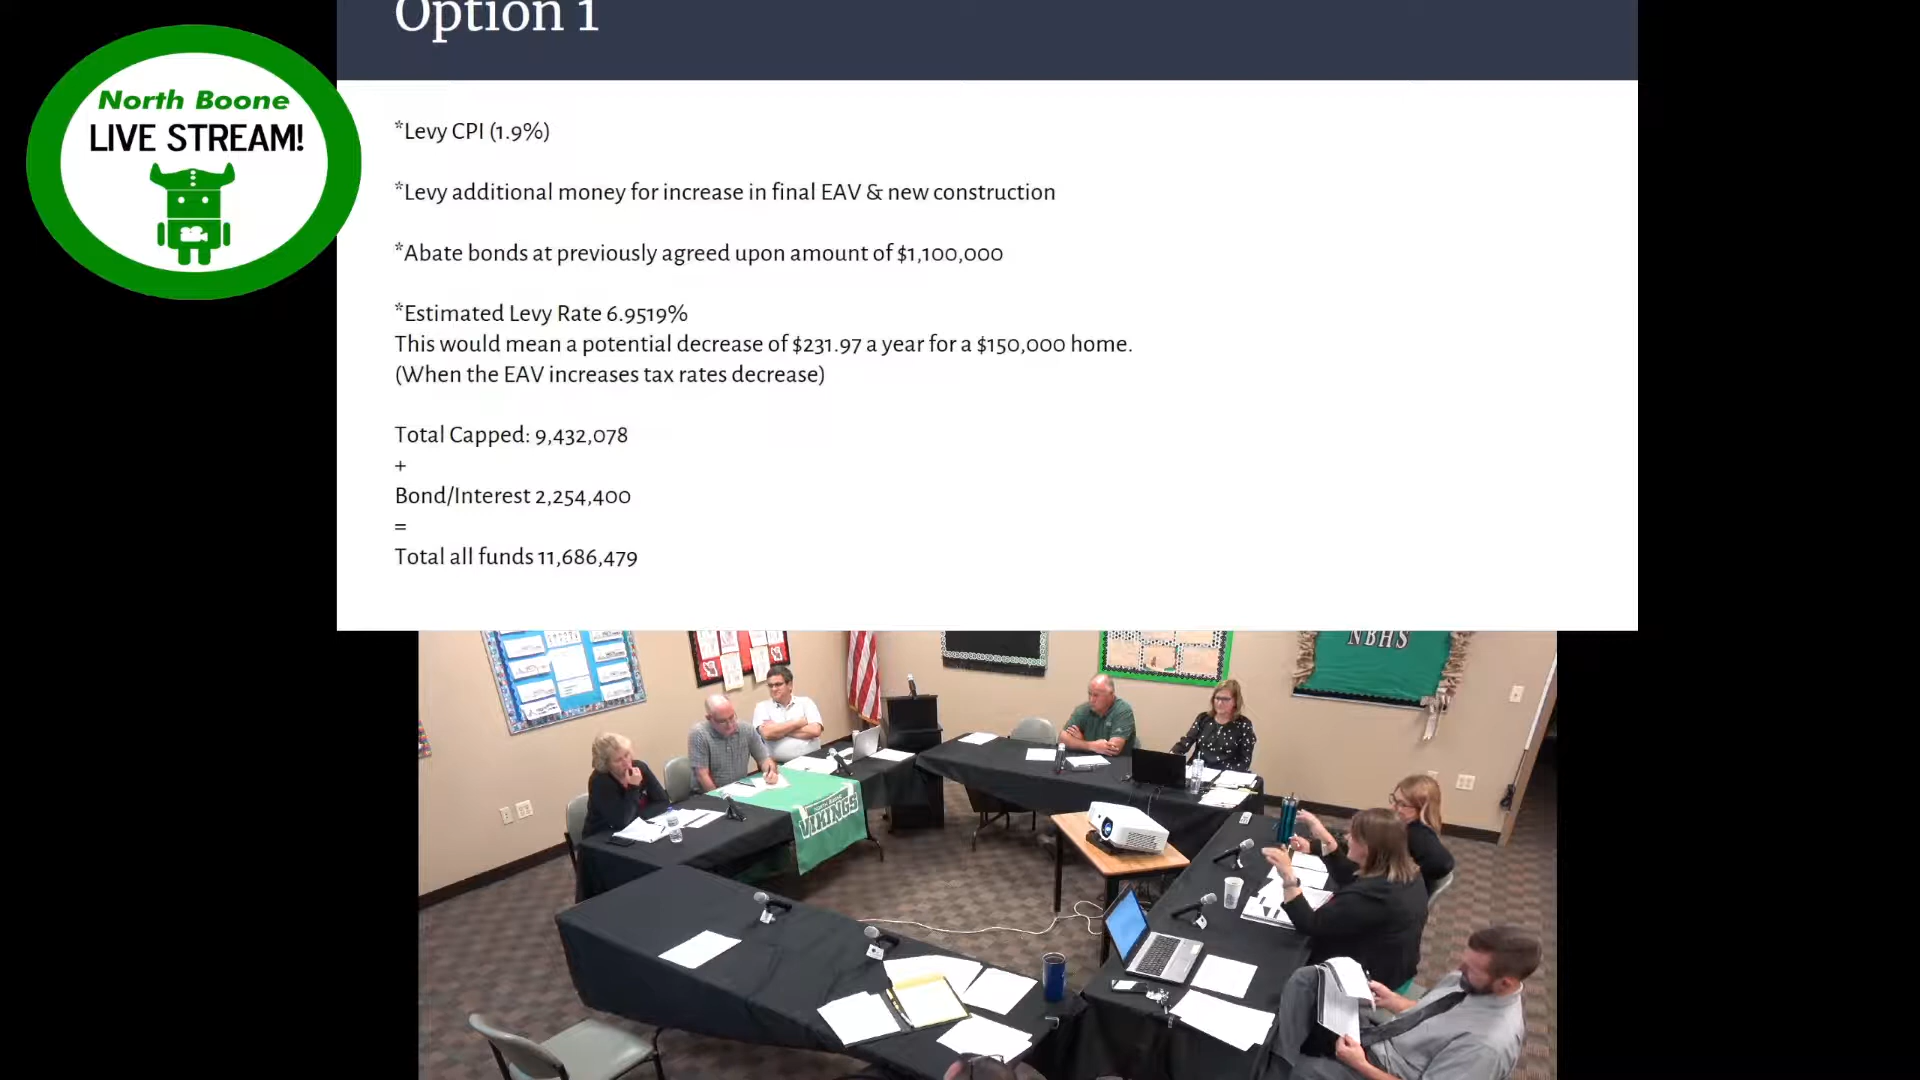 Option 1
North Boone
LIVE STREAM!
*Levy CPI (1.9%)
*Levy additional money for increase in final EAV & new construction
*Abate bonds at previously agreed upon amount of $1,100,000
*Estimated Levy Rate 6.9519%
This would mean a potential decrease of $231.97 a year for a $150,000 home.
(When the EAV increases tax rates decrease)
Total Capped: 9,432,078
+
Bond/Interest 2,254,400
=
Total all funds 11,686,479
NBHS
NORTH BOONE
VIKINGS